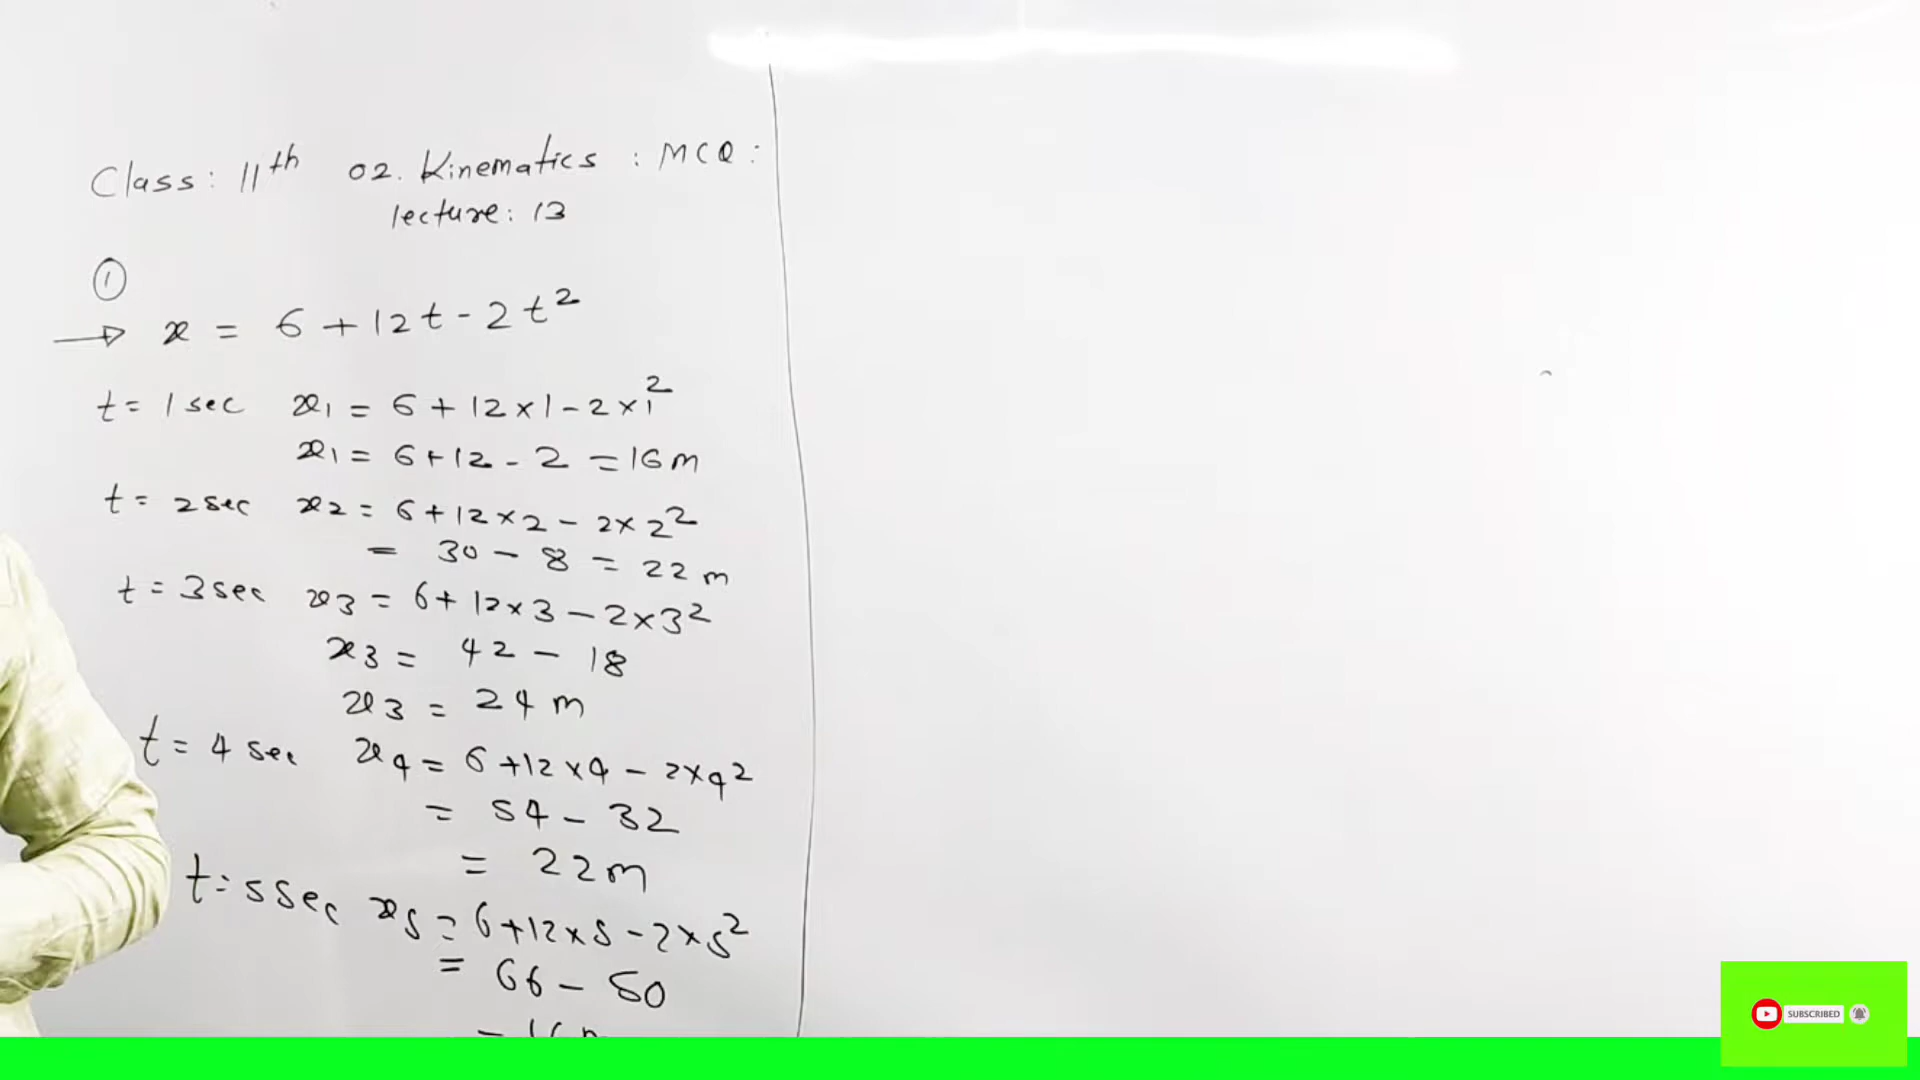 Class: 11th 02. Kinematics : MCQ :
lecture: 13
1
→ x = 6 + 12t - 2t²
t = 1 sec x₁ = 6 + 12 × 1 - 2 × 1²
x₁ = 6 + 12 - 2 = 16 m
t = 2 sec x₂ = 6 + 12 × 2 - 2 × 2²
= 30 - 8 = 22 m
t = 3 sec x₃ = 6 + 12 × 3 - 2 × 3²
x₃ = 42 - 18
x₃ = 24 m
t = 4 sec x₄ = 6 + 12 × 4 - 2 × 4²
= 54 - 32
= 22 m
t = 5 sec x₅ = 6 + 12 × 5 - 2 × 5²
= 66 - 50
SUBSCRIBED